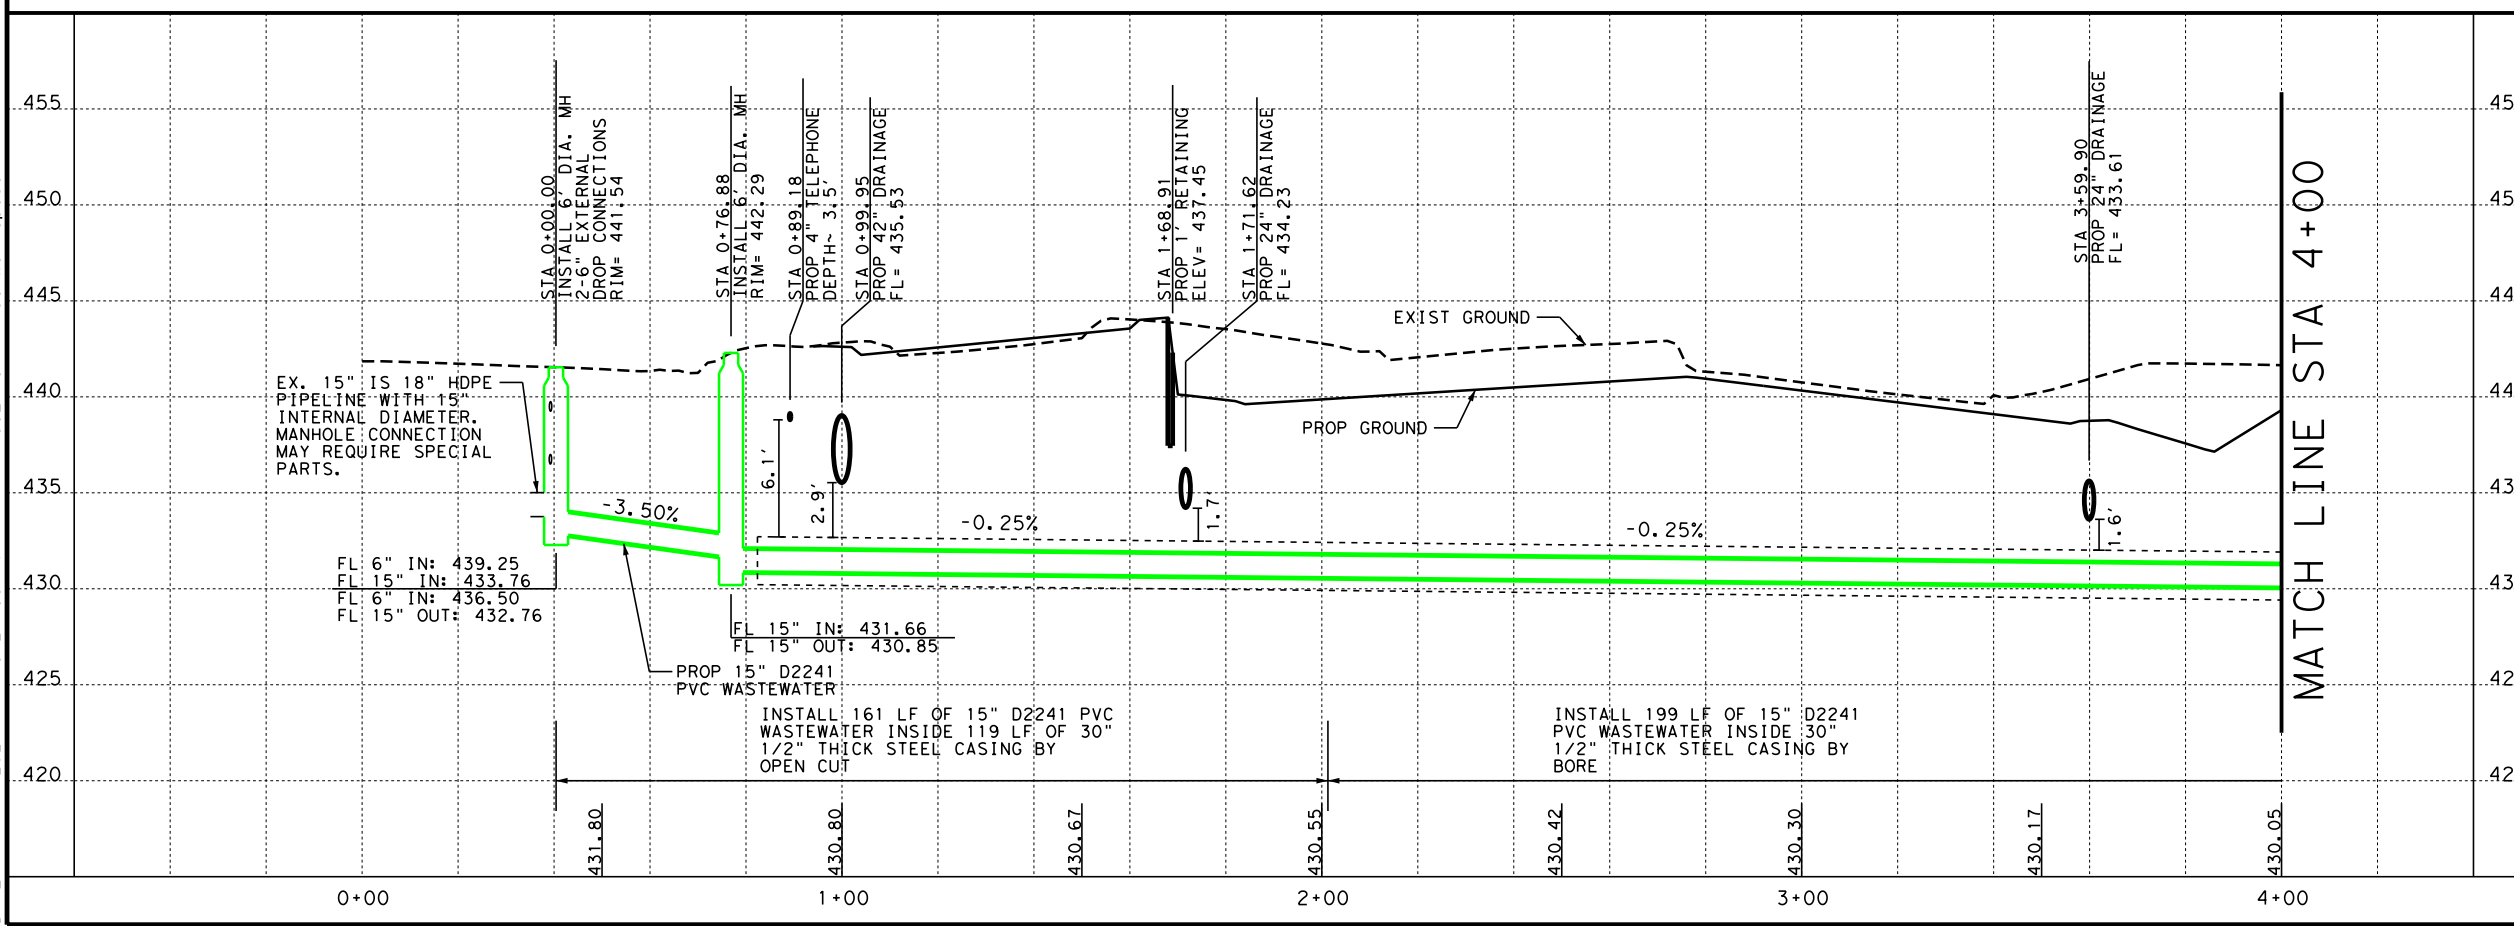 455
450
445
440
435
430
425
420
STA 0+00.00
INSTALL 6' DIA. MH
2-6" EXTERNAL
DROP CONNECTIONS
RIM= 441.54
STA 0+76.88
INSTALL 6' DIA. MH
RIM= 442.29
STA 0+89.18
PROP 4" TELEPHONE
DEPTH~ 3.5'
STA 0+99.95
PROP 42" DRAINAGE
FL= 435.53
STA 1+68.91
PROP 1' RETAINING
ELEV= 437.45
STA 1+71.62
PROP 24" DRAINAGE
FL= 434.23
STA 3+59.90
PROP 24" DRAINAGE
FL= 433.61
MATCH LINE STA 4+00
EXIST GROUND
PROP GROUND
EX. 15" IS 18" HDPE
PIPELINE WITH 15"
INTERNAL DIAMETER.
MANHOLE CONNECTION
MAY REQUIRE SPECIAL
PARTS.
-3.50%
6.1'
2.9'
-0.25%
1.7'
-0.25%
1.6'
FL 6" IN: 439.25
FL 15" IN: 433.76
FL 6" IN: 436.50
FL 15" OUT: 432.76
FL 15" IN: 431.66
FL 15" OUT: 430.85
PROP 15" D2241
PVC WASTEWATER
INSTALL 161 LF OF 15" D2241 PVC
WASTEWATER INSIDE 119 LF OF 30"
1/2" THICK STEEL CASING BY
OPEN CUT
INSTALL 199 LF OF 15" D2241
PVC WASTEWATER INSIDE 30"
1/2" THICK STEEL CASING BY
BORE
431.80
430.80
430.67
430.55
430.42
430.30
430.17
430.05
0+00
1+00
2+00
3+00
4+00
45
45
44
44
43
43
42
42